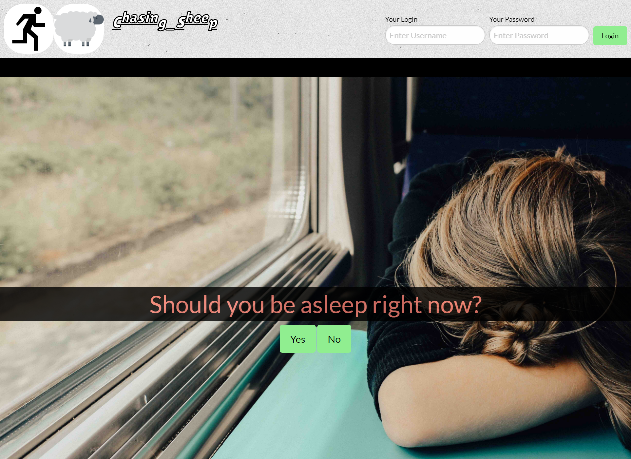 Chasing_Sheep
Your Login
Your Password
Enter Username
Enter Password
Login
Should you be asleep right now?
Yes
No